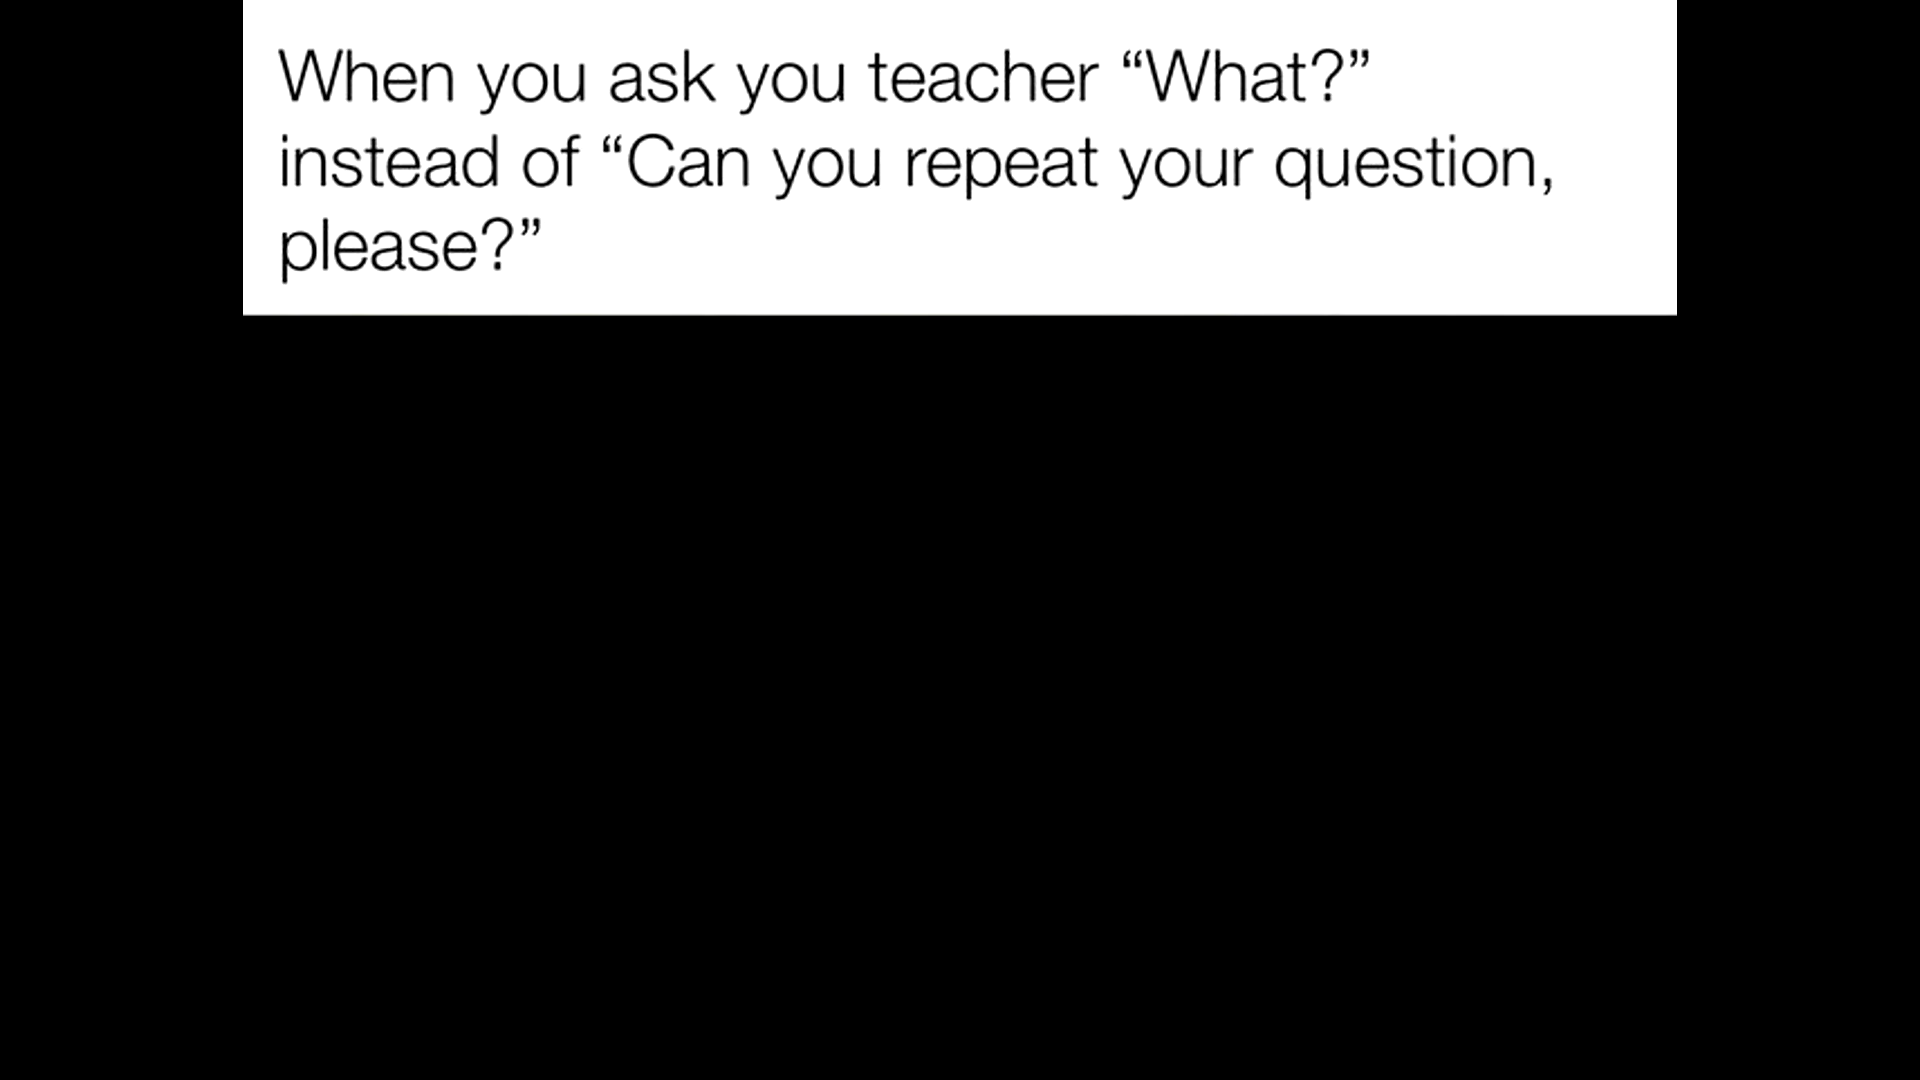 When you ask you teacher “What?”
instead of “Can you repeat your question,
please?”